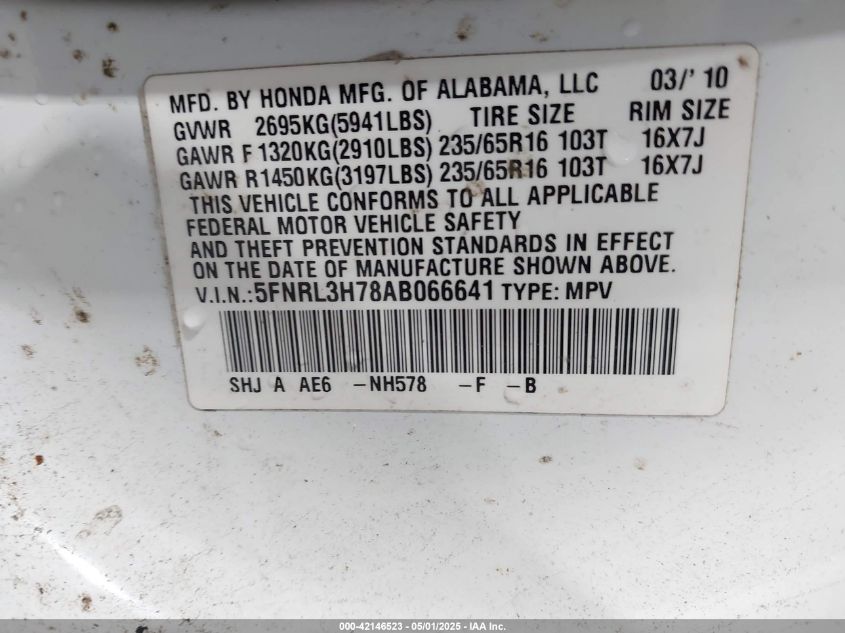 MFD. BY HONDA MFG. OF ALABAMA, LLC 03/' 10
GVWR 2695KG(5941LBS) TIRE SIZE RIM SIZE
GAWR F1320KG(2910LBS) 235/65R16 103T 16X7J
GAWR R1450KG(3197LBS) 235/65R16 103T 16X7J
THIS VEHICLE CONFORMS TO ALL APPLICABLE
FEDERAL MOTOR VEHICLE SAFETY
AND THEFT PREVENTION STANDARDS IN EFFECT
ON THE DATE OF MANUFACTURE SHOWN ABOVE.
V.I.N.:5FNRL3H78AB066641 TYPE: MPV
SHJ A AE6 -NH578 -F -B
000-42146523 - 05/01/2025 - IAA Inc.